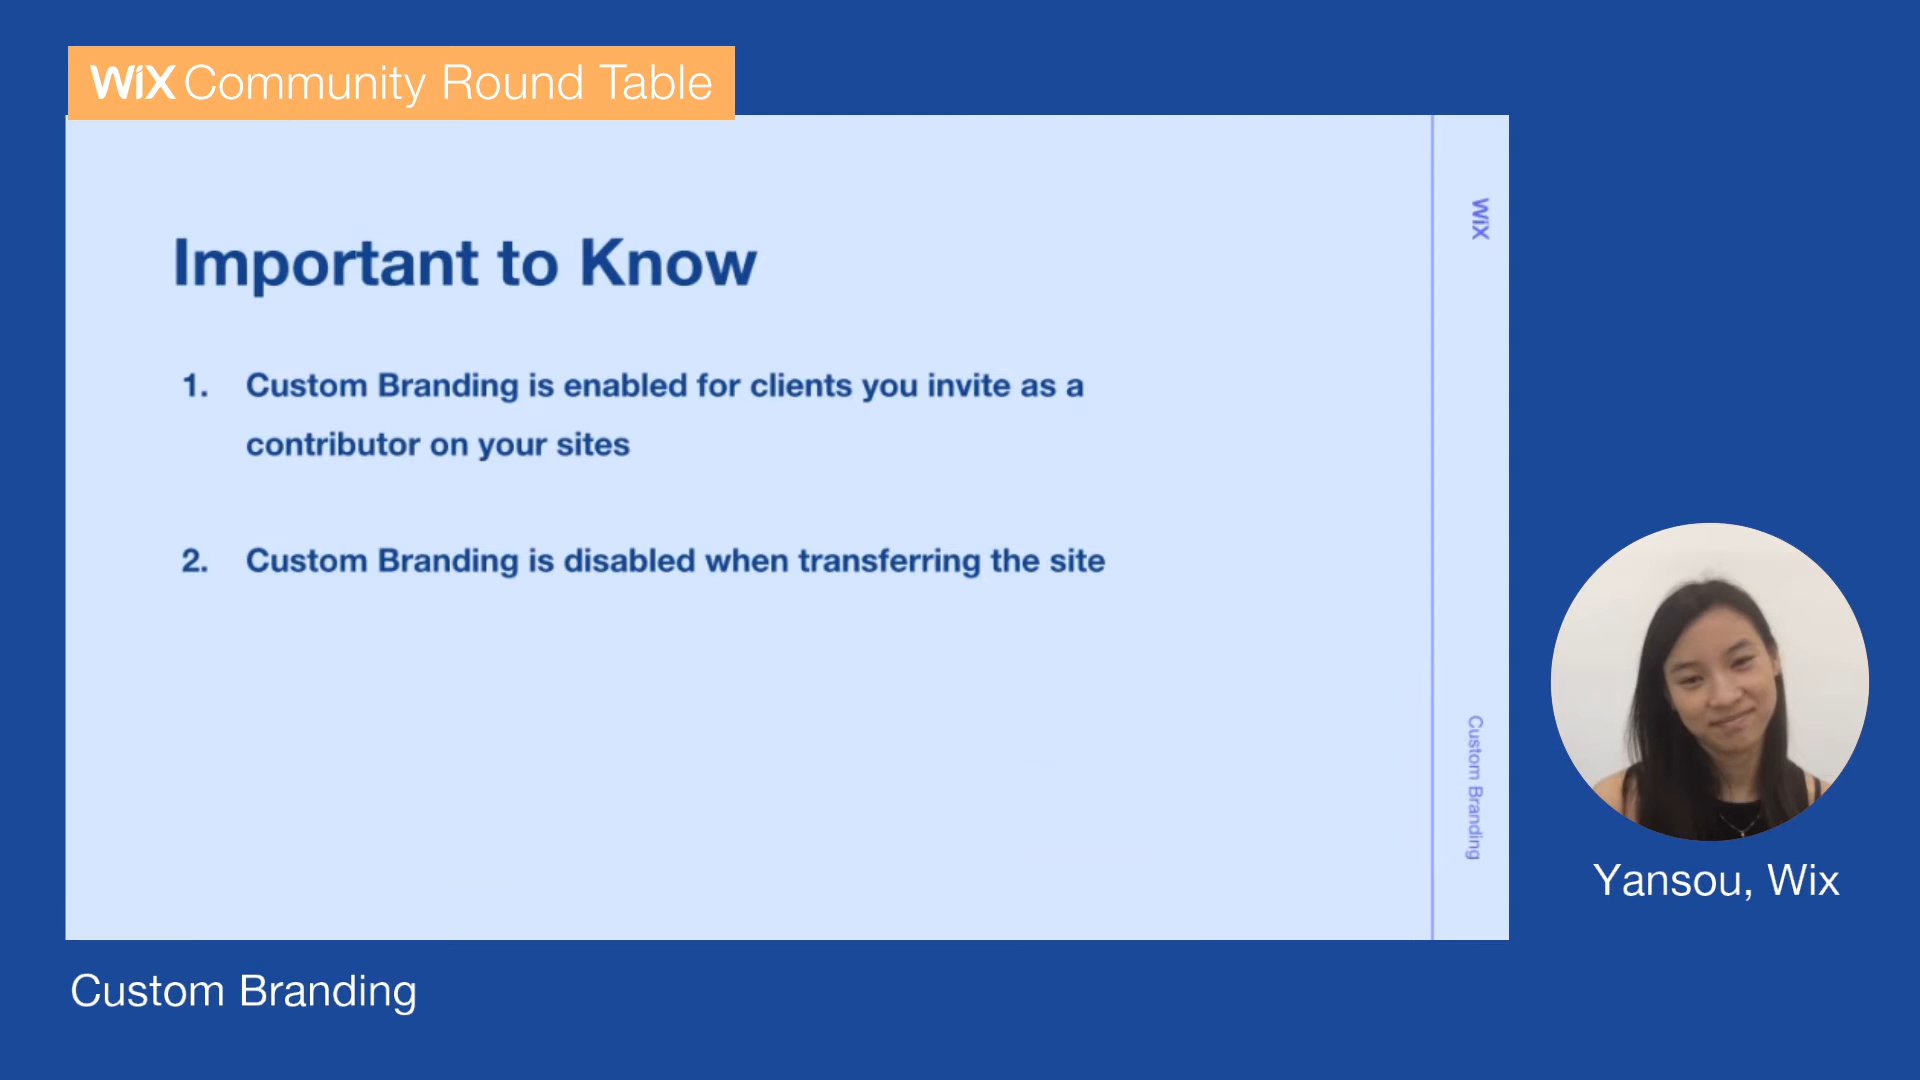 WiX Community Round Table
Important to Know
1. Custom Branding is enabled for clients you invite as a
contributor on your sites
2. Custom Branding is disabled when transferring the site
WiX
Custom Branding
Yansou, Wix
Custom Branding